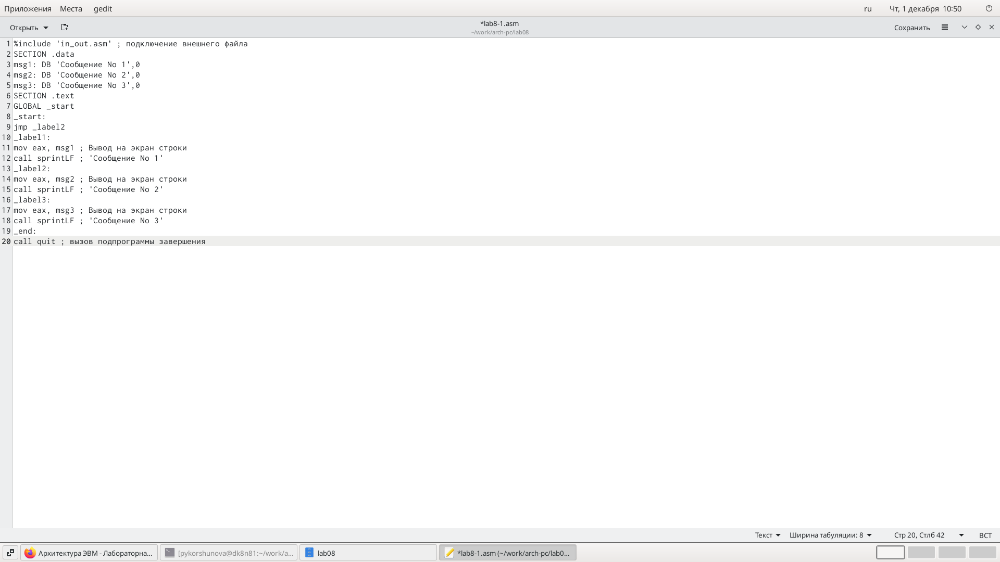 Приложения Места gedit ru Чт, 1 декабря 10:50
Открыть *lab8-1.asm Сохранить
~/work/arch-pc/lab08
1 %include 'in_out.asm' ; подключение внешнего файла
2 SECTION .data
3 msg1: DB 'Сообщение No 1',0
4 msg2: DB 'Сообщение No 2',0
5 msg3: DB 'Сообщение No 3',0
6 SECTION .text
7 GLOBAL _start
8 _start:
9 jmp _label2
10 _label1:
11 mov eax, msg1 ; Вывод на экран строки
12 call sprintLF ; 'Сообщение No 1'
13 _label2:
14 mov eax, msg2 ; Вывод на экран строки
15 call sprintLF ; 'Сообщение No 2'
16 _label3:
17 mov eax, msg3 ; Вывод на экран строки
18 call sprintLF ; 'Сообщение No 3'
19 _end:
20 call quit ; вызов подпрограммы завершения
Текст Ширина табуляции: 8 Стр 20, Стлб 42 ВСТ
Архитектура ЭВМ - Лабораторна... [pykorshunova@dk8n81:~/work/a... lab08 *lab8-1.asm (~/work/arch-pc/lab0...